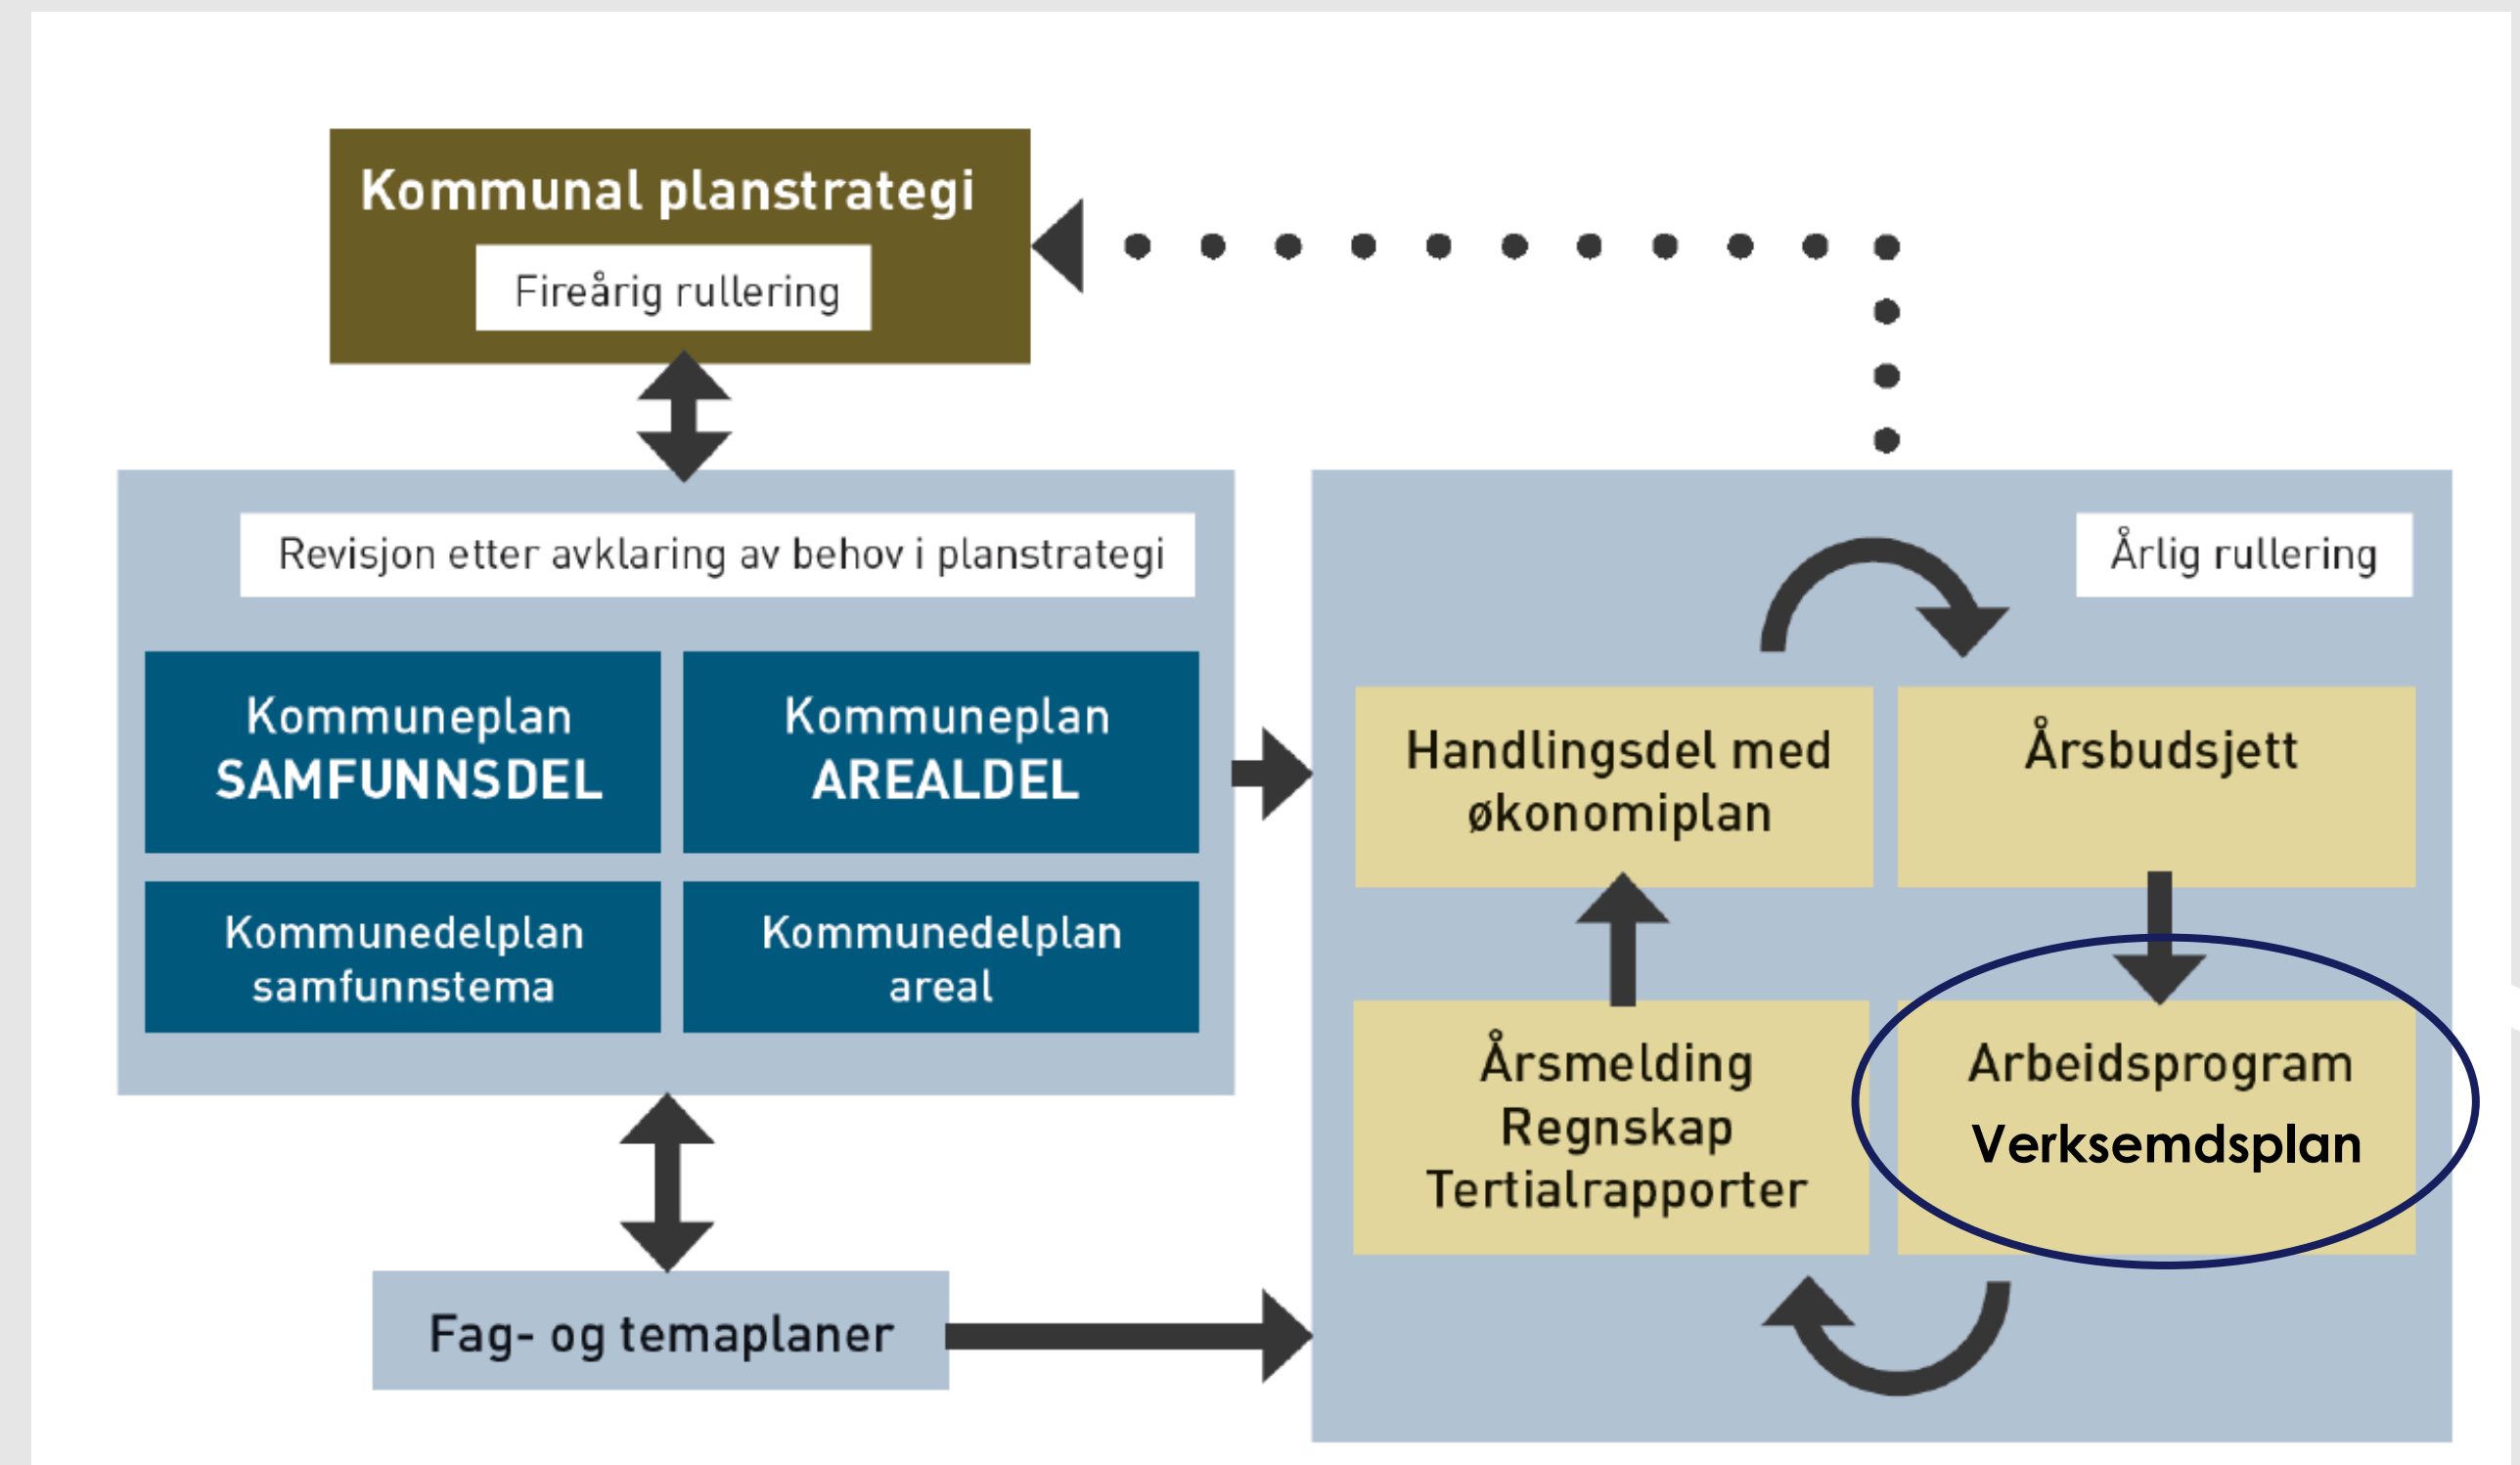 Kommunal planstrategi
Fireårig rullering
Revisjon etter avklaring av behov i planstrategi
Kommuneplan
SAMFUNNSDEL
Kommuneplan
AREALDEL
Kommunedelplan
samfunnstema
Kommunedelplan
areal
Fag- og temaplaner
Årlig rullering
Handlingsdel med
økonomiplan
Årsbudsjett
Årsmelding
Regnskap
Tertialrapporter
Arbeidsprogram
Verksemdsplan